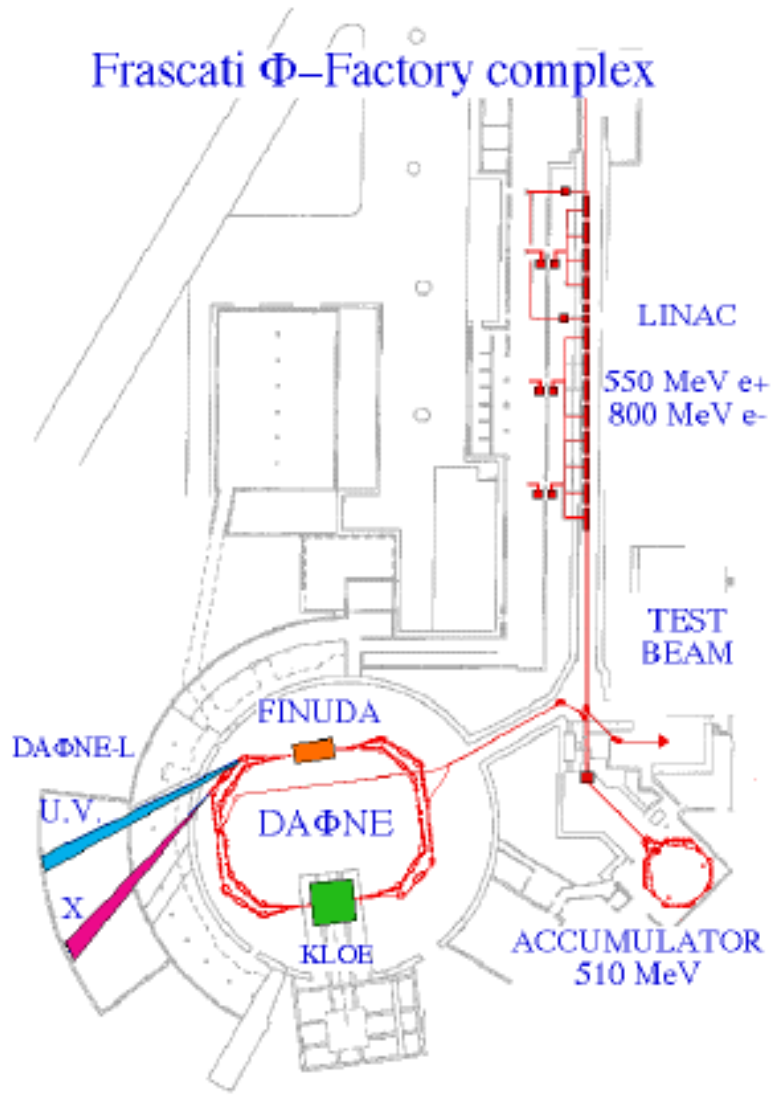 Frascati Φ–Factory complex
LINAC
550 MeV e+
800 MeV e-
TEST
BEAM
FINUDA
DAΦNE-L
U.V.
DAΦNE
X
KLOE
ACCUMULATOR
510 MeV